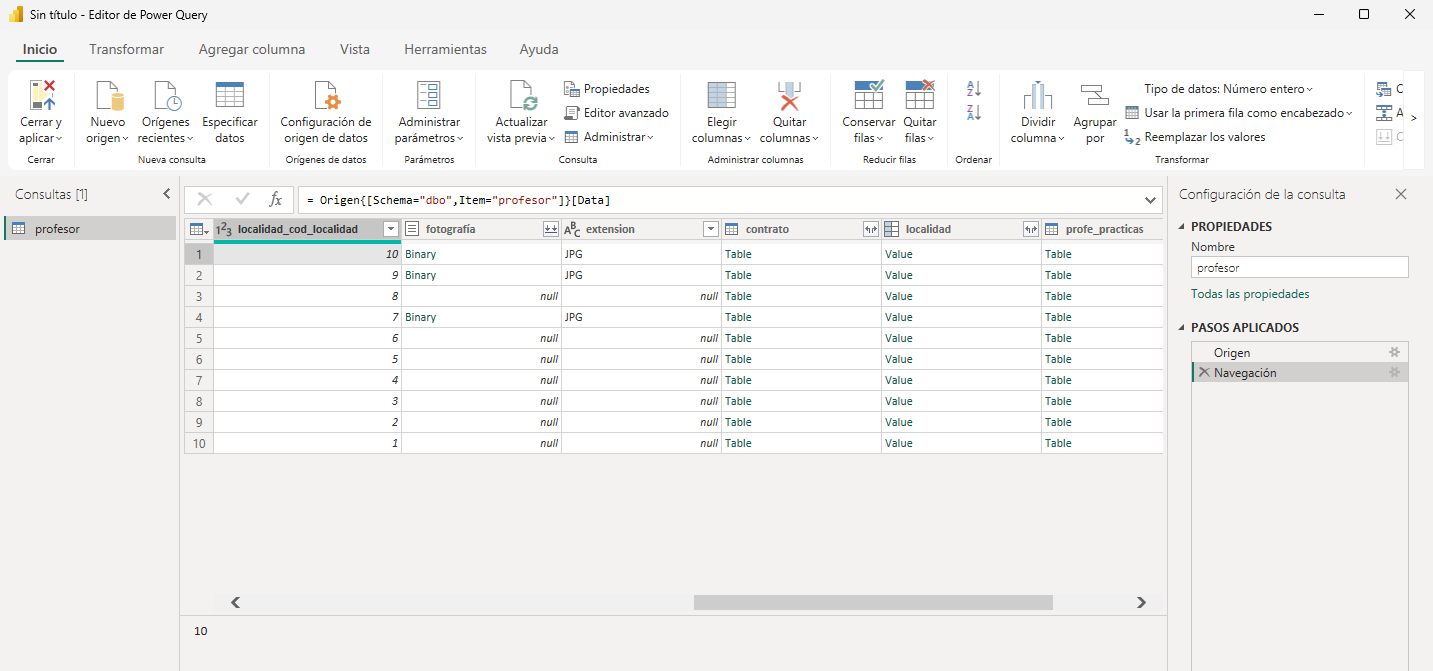 Sin título - Editor de Power Query
Inicio Transformar Agregar columna Vista Herramientas Ayuda
Cerrar y aplicar
Cerrar
Nuevo origen
Orígenes recientes
Especificar datos
Nueva consulta
Configuración de origen de datos
Orígenes de datos
Administrar parámetros
Parámetros
Actualizar vista previa
Propiedades
Editor avanzado
Administrar
Consulta
Elegir columnas
Quitar columnas
Administrar columnas
Conservar filas
Quitar filas
Reducir filas
Ordenar
Dividir columna
Agrupar por
Tipo de datos: Número entero
Usar la primera fila como encabezado
Reemplazar los valores
Transformar
C
A
C
Consultas [1]
profesor
fx = Origen{[Schema="dbo",Item="profesor"]}[Data]
123 localidad_cod_localidad fotografía ABC extension contrato localidad profe_practicas
1 10 Binary JPG Table Value Table
2 9 Binary JPG Table Value Table
3 8 null null Table Value Table
4 7 Binary JPG Table Value Table
5 6 null null Table Value Table
6 5 null null Table Value Table
7 4 null null Table Value Table
8 3 null null Table Value Table
9 2 null null Table Value Table
10 1 null null Table Value Table
10
Configuración de la consulta
PROPIEDADES
Nombre
profesor
Todas las propiedades
PASOS APLICADOS
Origen
Navegación